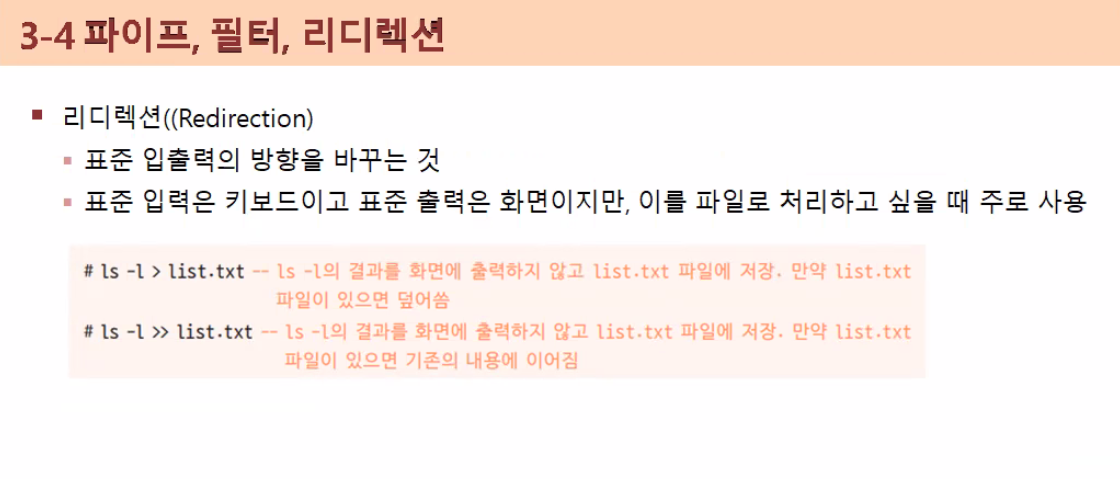 3-4 파이프, 필터, 리디렉션
리디렉션((Redirection)
표준 입출력의 방향을 바꾸는 것
표준 입력은 키보드이고 표준 출력은 화면이지만, 이를 파일로 처리하고 싶을 때 주로 사용
# ls -l > list.txt -- ls -l의 결과를 화면에 출력하지 않고 list.txt 파일에 저장. 만약 list.txt
파일이 있으면 덮어씀
# ls -l >> list.txt -- ls -l의 결과를 화면에 출력하지 않고 list.txt 파일에 저장. 만약 list.txt
파일이 있으면 기존의 내용에 이어짐